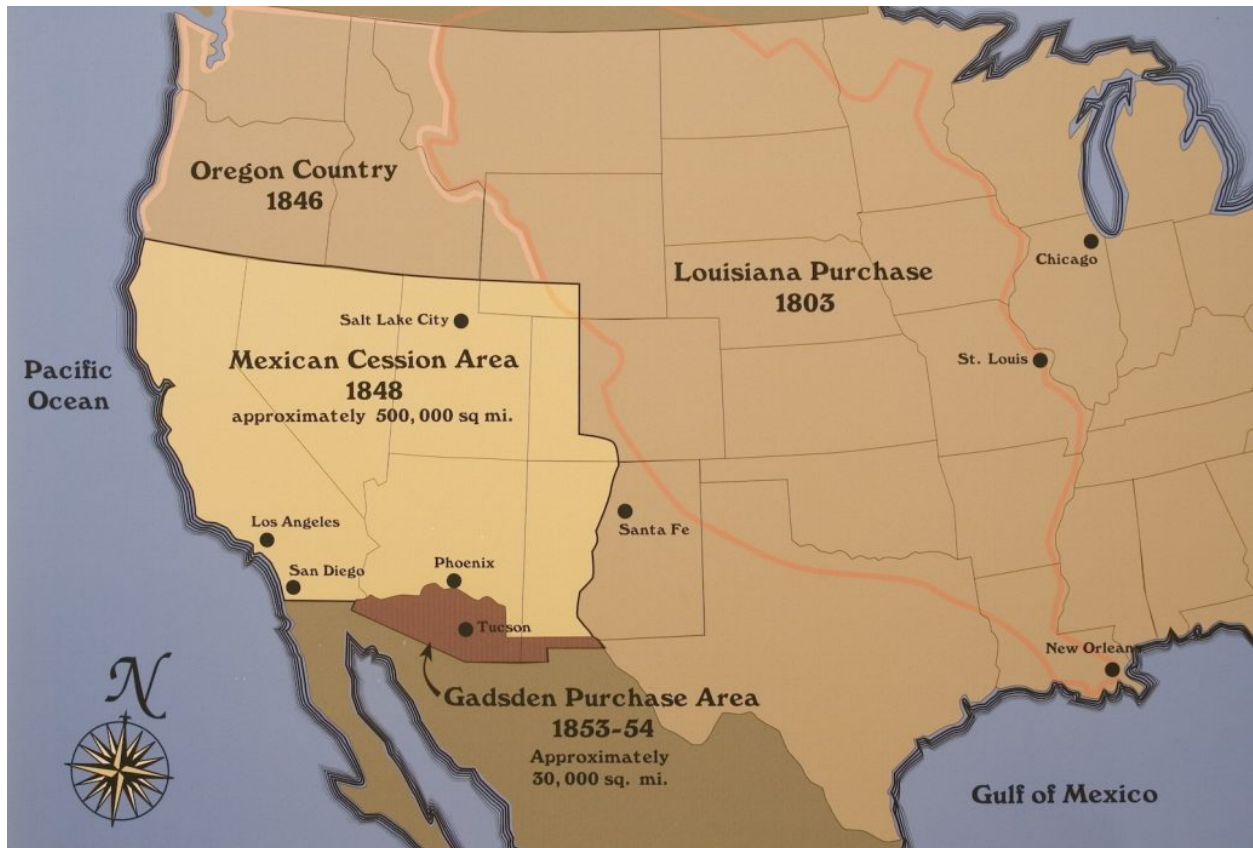 Oregon Country
1846
Louisiana Purchase
1803
Chicago
Salt Lake City
Mexican Cession Area
1848
approximately 500,000 sq mi.
St. Louis
Pacific
Ocean
Los Angeles
Santa Fe
San Diego
Phoenix
Tucson
New Orleans
N
Gadsden Purchase Area
1853-54
Approximately
30,000 sq. mi.
Gulf of Mexico